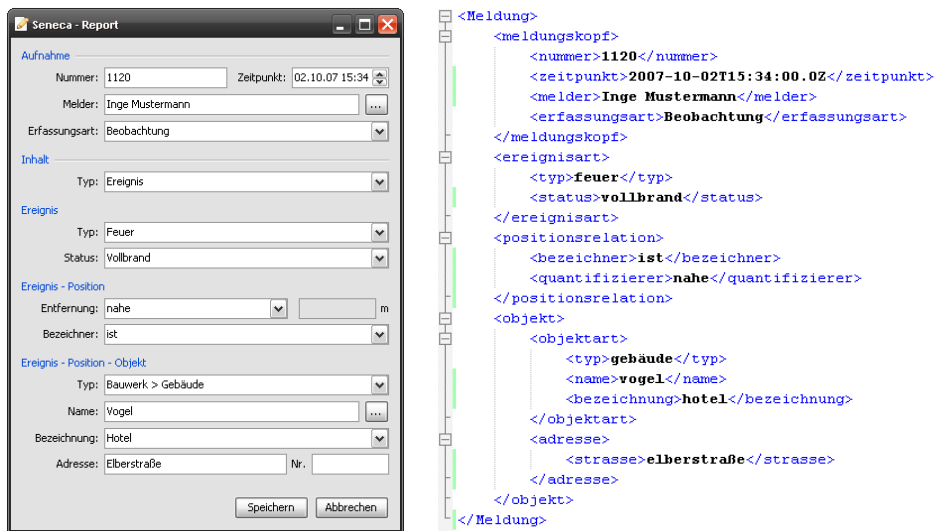 Seneca - Report
Aufnahme
Nummer: 1120 Zeitpunkt: 02.10.07 15:34
Melder: Inge Mustermann ...
Erfassungsart: Beobachtung
Inhalt
Typ: Ereignis
Ereignis
Typ: Feuer
Status: Vollbrand
Ereignis - Position
Entfernung: nahe m
Bezeichner: ist
Ereignis - Position - Objekt
Typ: Bauwerk > Gebäude
Name: Vogel ...
Bezeichnung: Hotel
Adresse: Elberstraße Nr.
Speichern Abbrechen
<Meldung>
<meldungskopf>
<nummer>1120</nummer>
<zeitpunkt>2007-10-02T15:34:00.0Z</zeitpunkt>
<melder>Inge Mustermann</melder>
<erfassungsart>Beobachtung</erfassungsart>
</meldungskopf>
<ereignisart>
<typ>feuer</typ>
<status>vollbrand</status>
</ereignisart>
<positionsrelation>
<bezeichner>ist</bezeichner>
<quantifizierer>nahe</quantifizierer>
</positionsrelation>
<objekt>
<objektart>
<typ>gebäude</typ>
<name>vogel</name>
<bezeichnung>hotel</bezeichnung>
</objektart>
<adresse>
<strasse>elberstraße</strasse>
</adresse>
</objekt>
</Meldung>